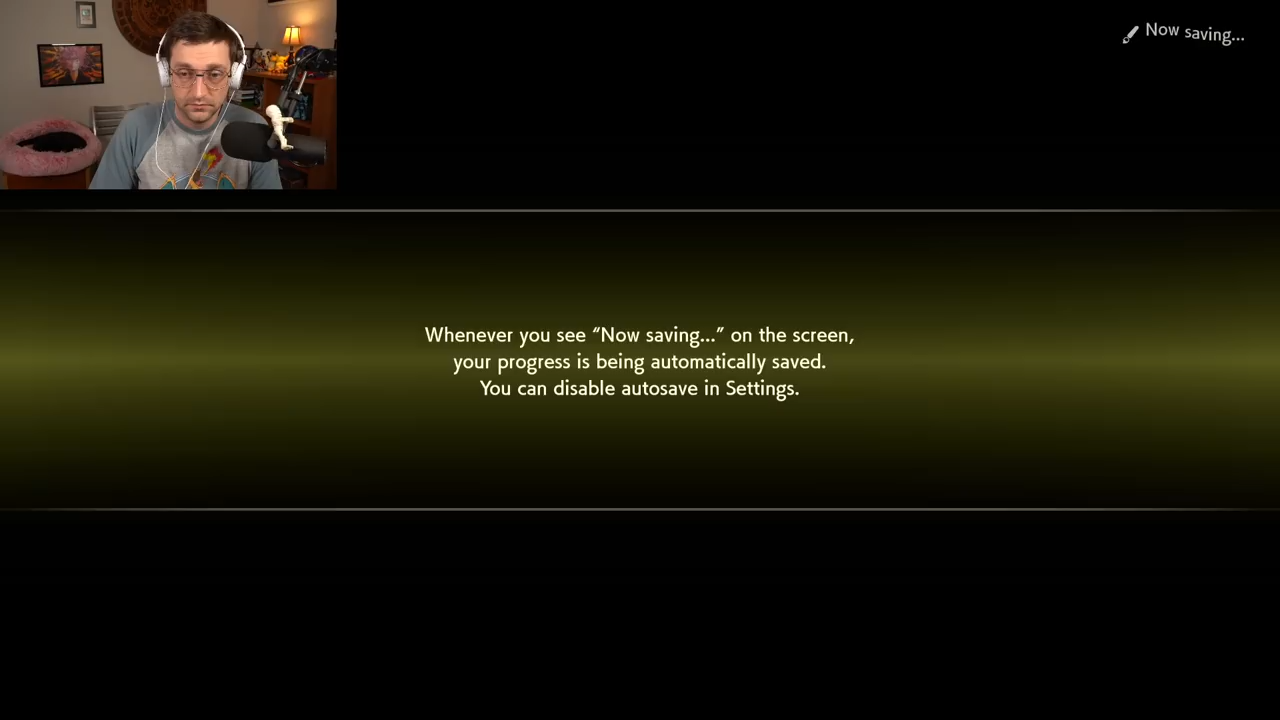 Now saving...
Whenever you see “Now saving...” on the screen,
your progress is being automatically saved.
You can disable autosave in Settings.